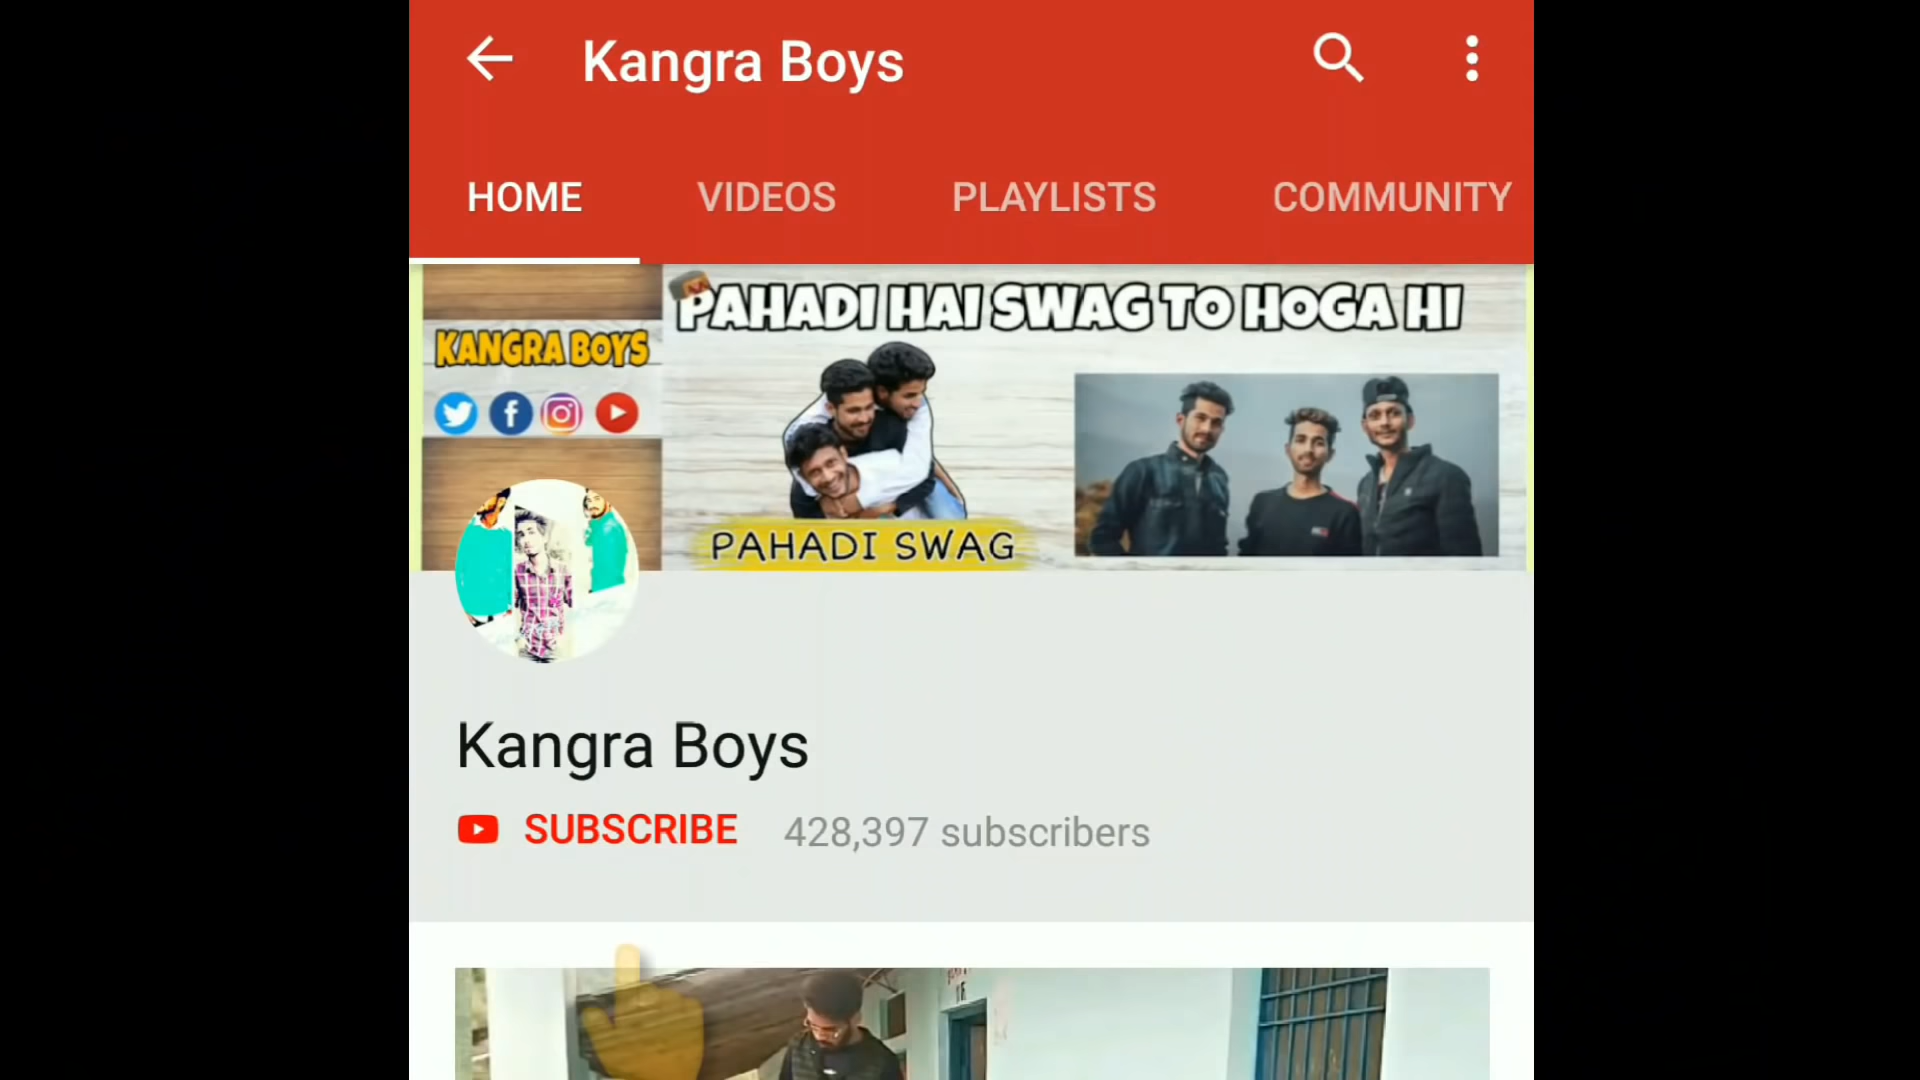 Kangra Boys
HOME VIDEOS PLAYLISTS COMMUNITY
PAHADI HAI SWAG TO HOGA HI
KANGRA BOYS
PAHADI SWAG
Kangra Boys
SUBSCRIBE 428,397 subscribers